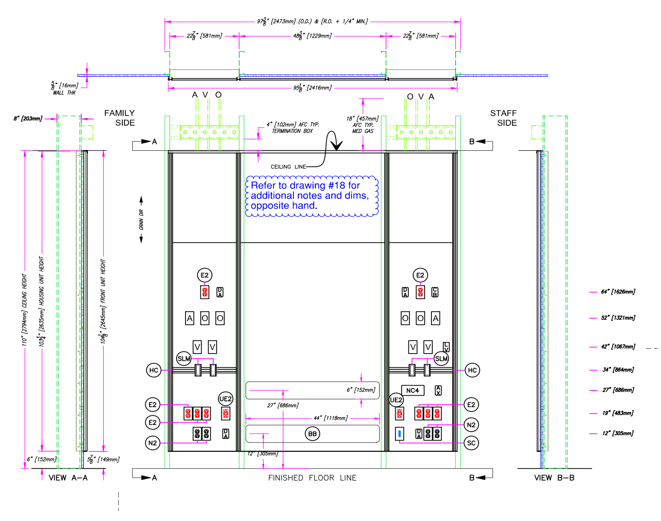 97 3/8" [2473mm] (O.D.) & [R.O. + 1/4" MIN.]
22 7/8" [581mm]
48 3/8" [1229mm]
22 7/8" [581mm]
5/8" [16mm]
WALL THK
95 1/8" [2416mm]
A V O
O V A
8" [203mm]
FAMILY
SIDE
4" [102mm] AFC TYP.
TERMINATION BOX
18" [457mm]
AFC TYP.
MED GAS
STAFF
SIDE
A
B
CEILING LINE
Refer to drawing #18 for
additional notes and dims,
opposite hand.
GRAIN DIR
110" [2794mm] CEILING HEIGHT
[2635mm] HOUSING UNIT HEIGHT
[2645mm] FRONT UNIT HEIGHT
E2
E2
64" [1626mm]
A O O
O O A
52" [1321mm]
V V
V V
42" [1067mm]
SLM
SLM
HC
HC
34" [864mm]
UE2
6" [152mm]
NC4
UE2
27" [686mm]
27" [686mm]
E2
E2
44" [1118mm]
19" [483mm]
E2
N2
N2
BB
12" [305mm]
SC
12" [305mm]
6" [152mm]
5 7/8" [149mm]
VIEW A-A
A
FINISHED FLOOR LINE
B
VIEW B-B